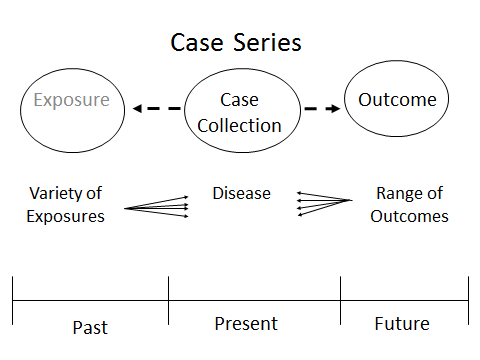 Case Series
Exposure
Case
Collection
Outcome
Variety of
Exposures
Disease
Range of
Outcomes
Past
Present
Future